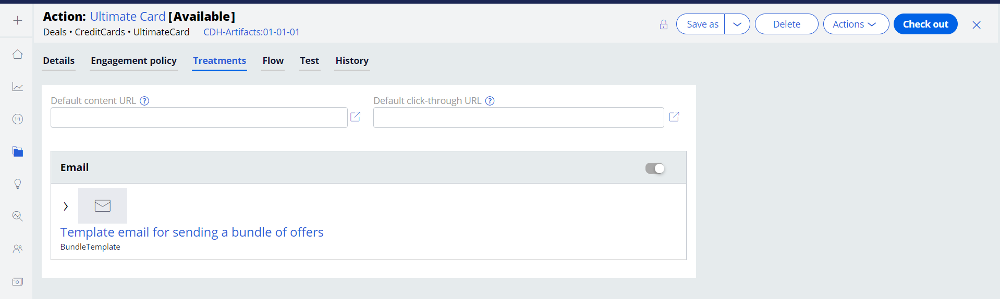 Action: Ultimate Card [Available]
Deals • CreditCards • UltimateCard CDH-Artifacts:01-01-01
Save as Delete Actions Check out
Details Engagement policy Treatments Flow Test History
Default content URL ? Default click-through URL ?
Email
Template email for sending a bundle of offers
BundleTemplate
1:1